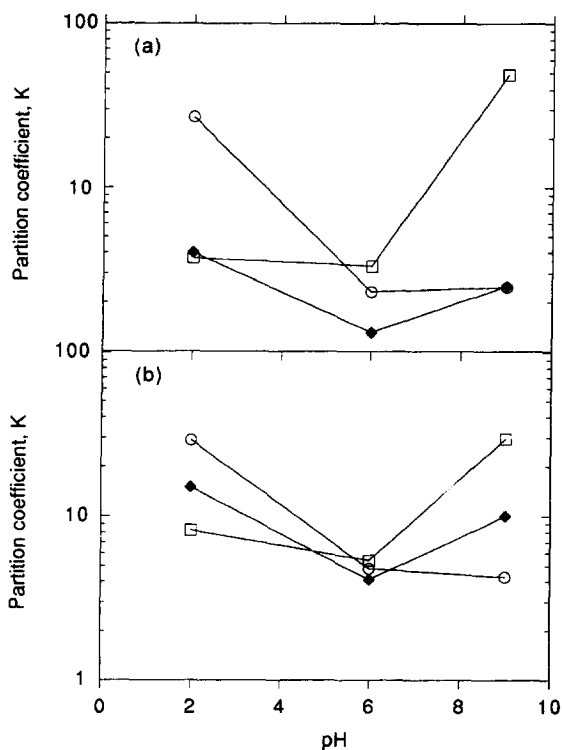 100
(a)
Partition coefficient, K
10
100
(b)
Partition coefficient, K
10
1
0 2 4 6 8 10
pH